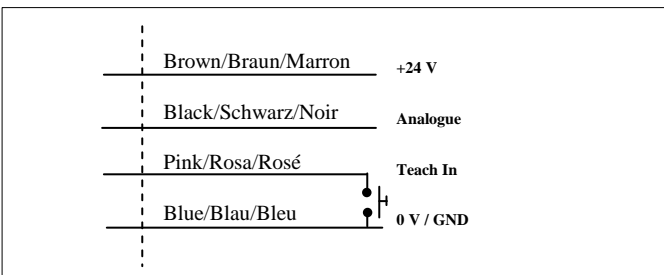 Brown/Braun/Marron +24 V
Black/Schwarz/Noir Analogue
Pink/Rosa/Rosé Teach In
Blue/Blau/Bleu 0 V / GND